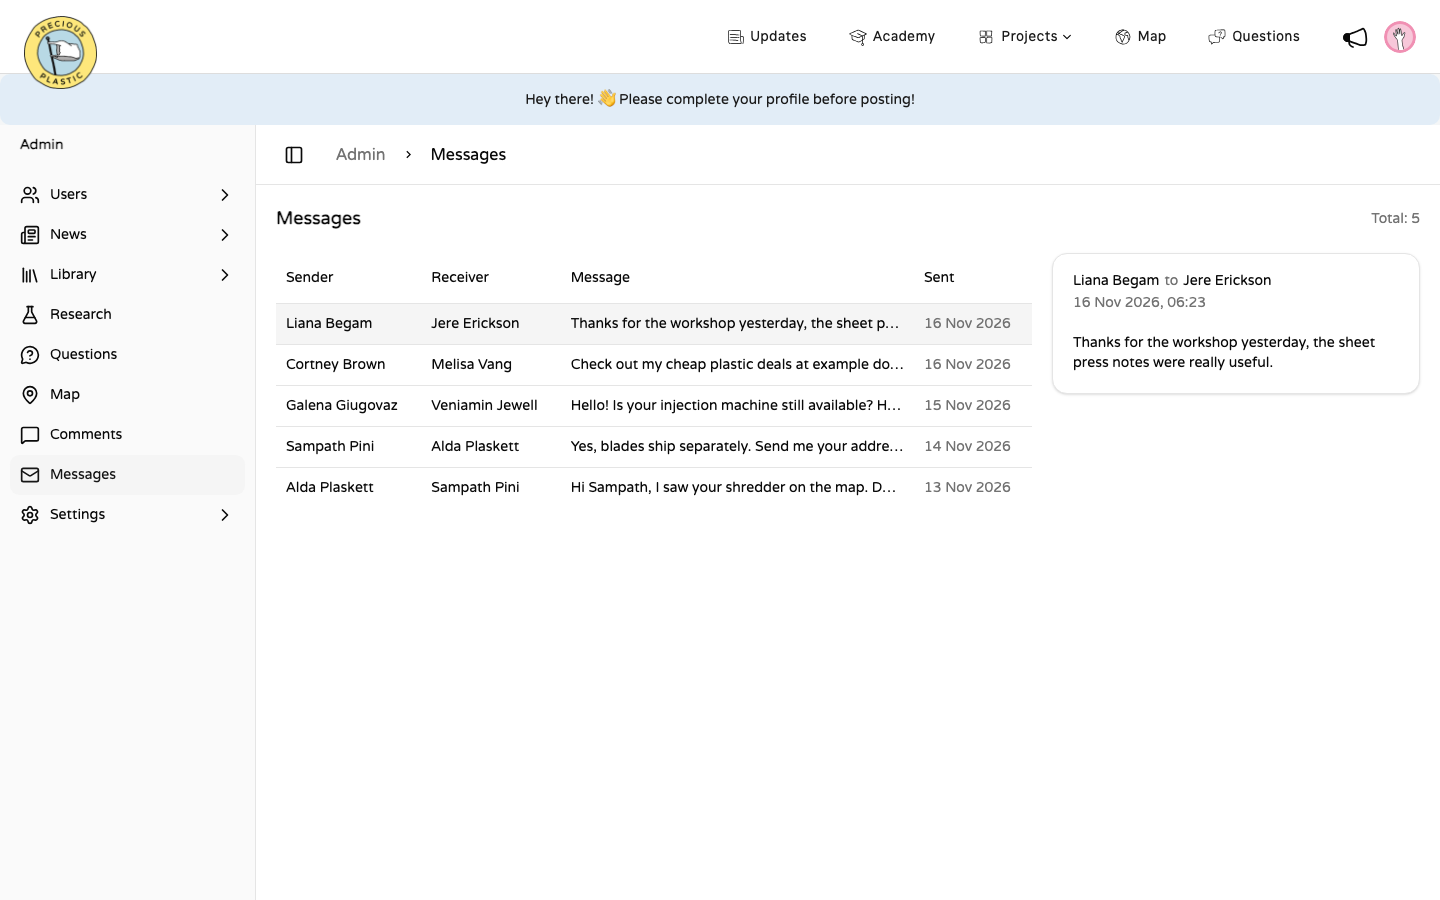 PRECIOUS PLASTIC
Updates
Academy
Projects
Map
Questions
Hey there! 👋 Please complete your profile before posting!
Admin
Users
News
Library
Research
Questions
Map
Comments
Messages
Settings
Admin > Messages
Messages
Total: 5
Sender Receiver Message Sent
Liana Begam Jere Erickson Thanks for the workshop yesterday, the sheet p... 16 Nov 2026
Cortney Brown Melisa Vang Check out my cheap plastic deals at example do... 16 Nov 2026
Galena Giugovaz Veniamin Jewell Hello! Is your injection machine still available? H... 15 Nov 2026
Sampath Pini Alda Plaskett Yes, blades ship separately. Send me your addre... 14 Nov 2026
Alda Plaskett Sampath Pini Hi Sampath, I saw your shredder on the map. D... 13 Nov 2026
Liana Begam to Jere Erickson
16 Nov 2026, 06:23
Thanks for the workshop yesterday, the sheet
press notes were really useful.